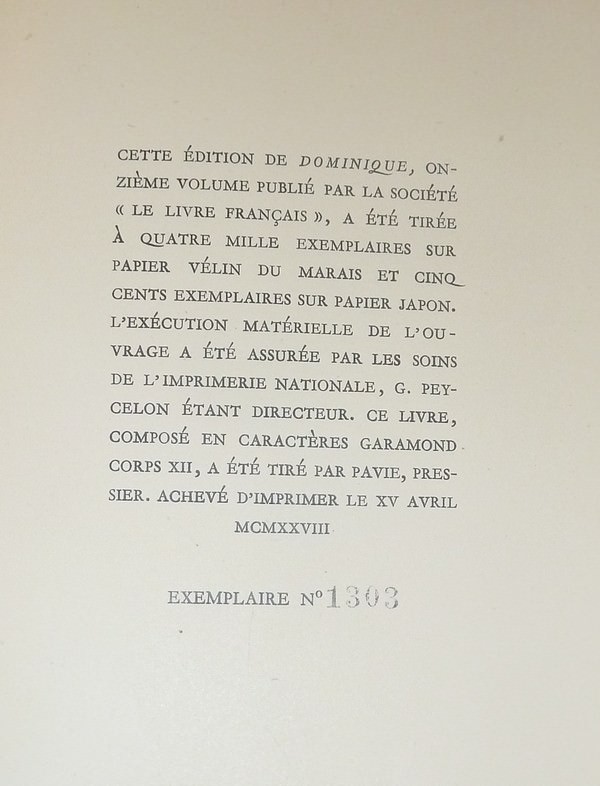 CETTE ÉDITION DE DOMINIQUE, ON-
ZIÈME VOLUME PUBLIÉ PAR LA SOCIÉTÉ
« LE LIVRE FRANÇAIS », A ÉTÉ TIRÉE
À QUATRE MILLE EXEMPLAIRES SUR
PAPIER VÉLIN DU MARAIS ET CINQ
CENTS EXEMPLAIRES SUR PAPIER JAPON.
L'EXÉCUTION MATÉRIELLE DE L'OU-
VRAGE A ÉTÉ ASSURÉE PAR LES SOINS
DE L'IMPRIMERIE NATIONALE, G. PEY-
CELON ÉTANT DIRECTEUR. CE LIVRE,
COMPOSÉ EN CARACTÈRES GARAMOND
CORPS XII, A ÉTÉ TIRÉ PAR PAVIE, PRES-
SIER. ACHEVÉ D'IMPRIMER LE XV AVRIL
MCMXXVIII
EXEMPLAIRE Nº 1303